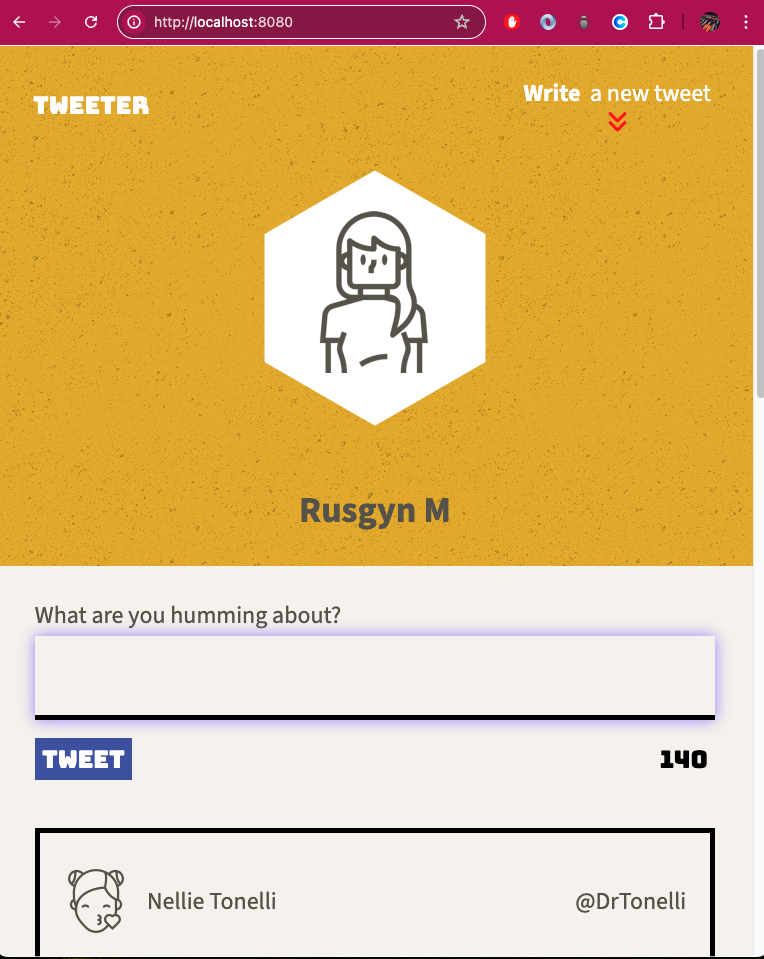 http://localhost:8080
TWEETER
Write a new tweet
Rusgyn M
What are you humming about?
TWEET
140
Nellie Tonelli
@DrTonelli